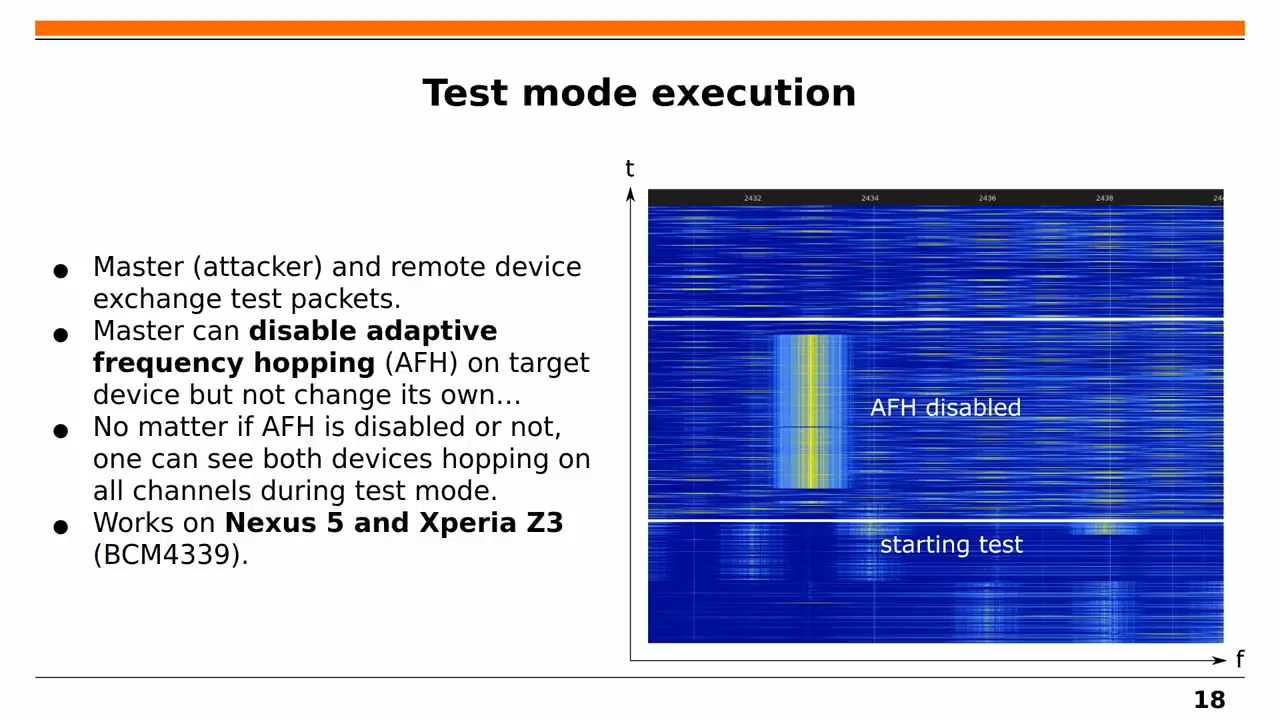 Test mode execution
● Master (attacker) and remote device
exchange test packets.
● Master can disable adaptive
frequency hopping (AFH) on target
device but not change its own...
● No matter if AFH is disabled or not,
one can see both devices hopping on
all channels during test mode.
● Works on Nexus 5 and Xperia Z3
(BCM4339).
t
2432 2434 2436 2438
AFH disabled
starting test
f
18